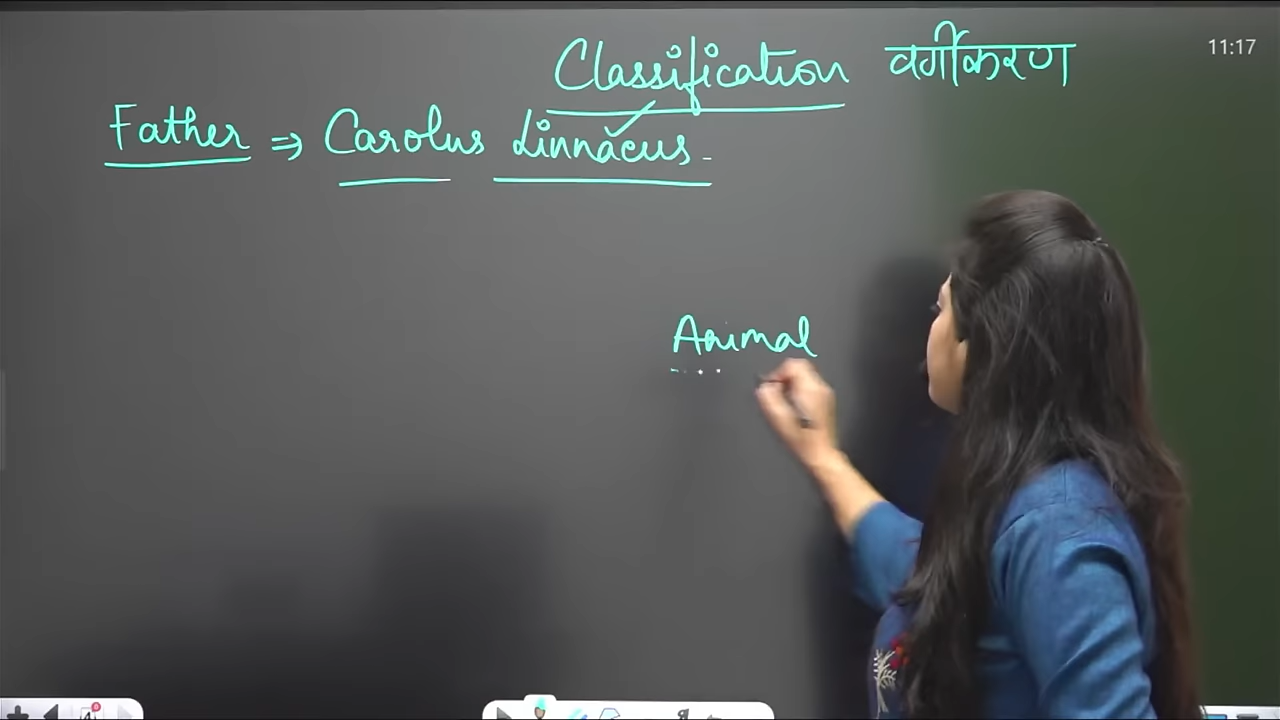 Classification वर्गीकरण
11:17
Father ⇒ Carolus Linnaeus.
Animal